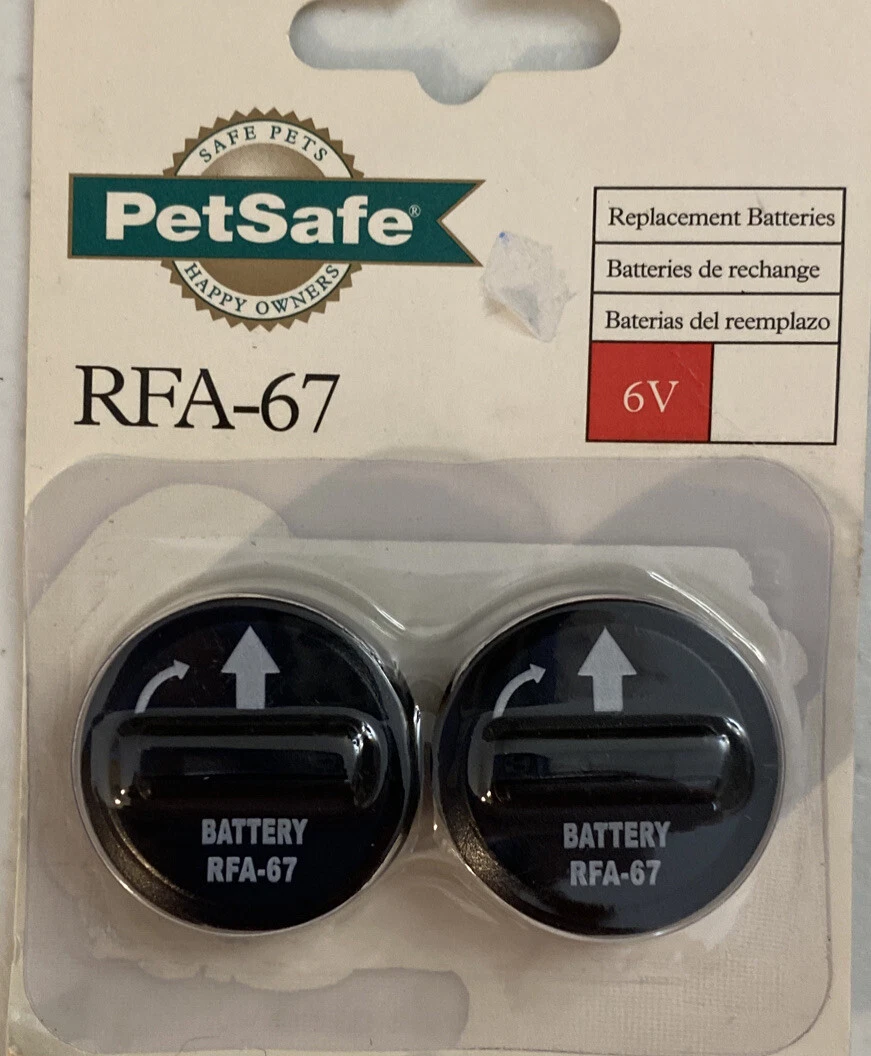 SAFE PETS
PetSafe®
HAPPY OWNERS
Replacement Batteries
Batteries de rechange
Baterias del reemplazo
6V
RFA-67
BATTERY
RFA-67
BATTERY
RFA-67